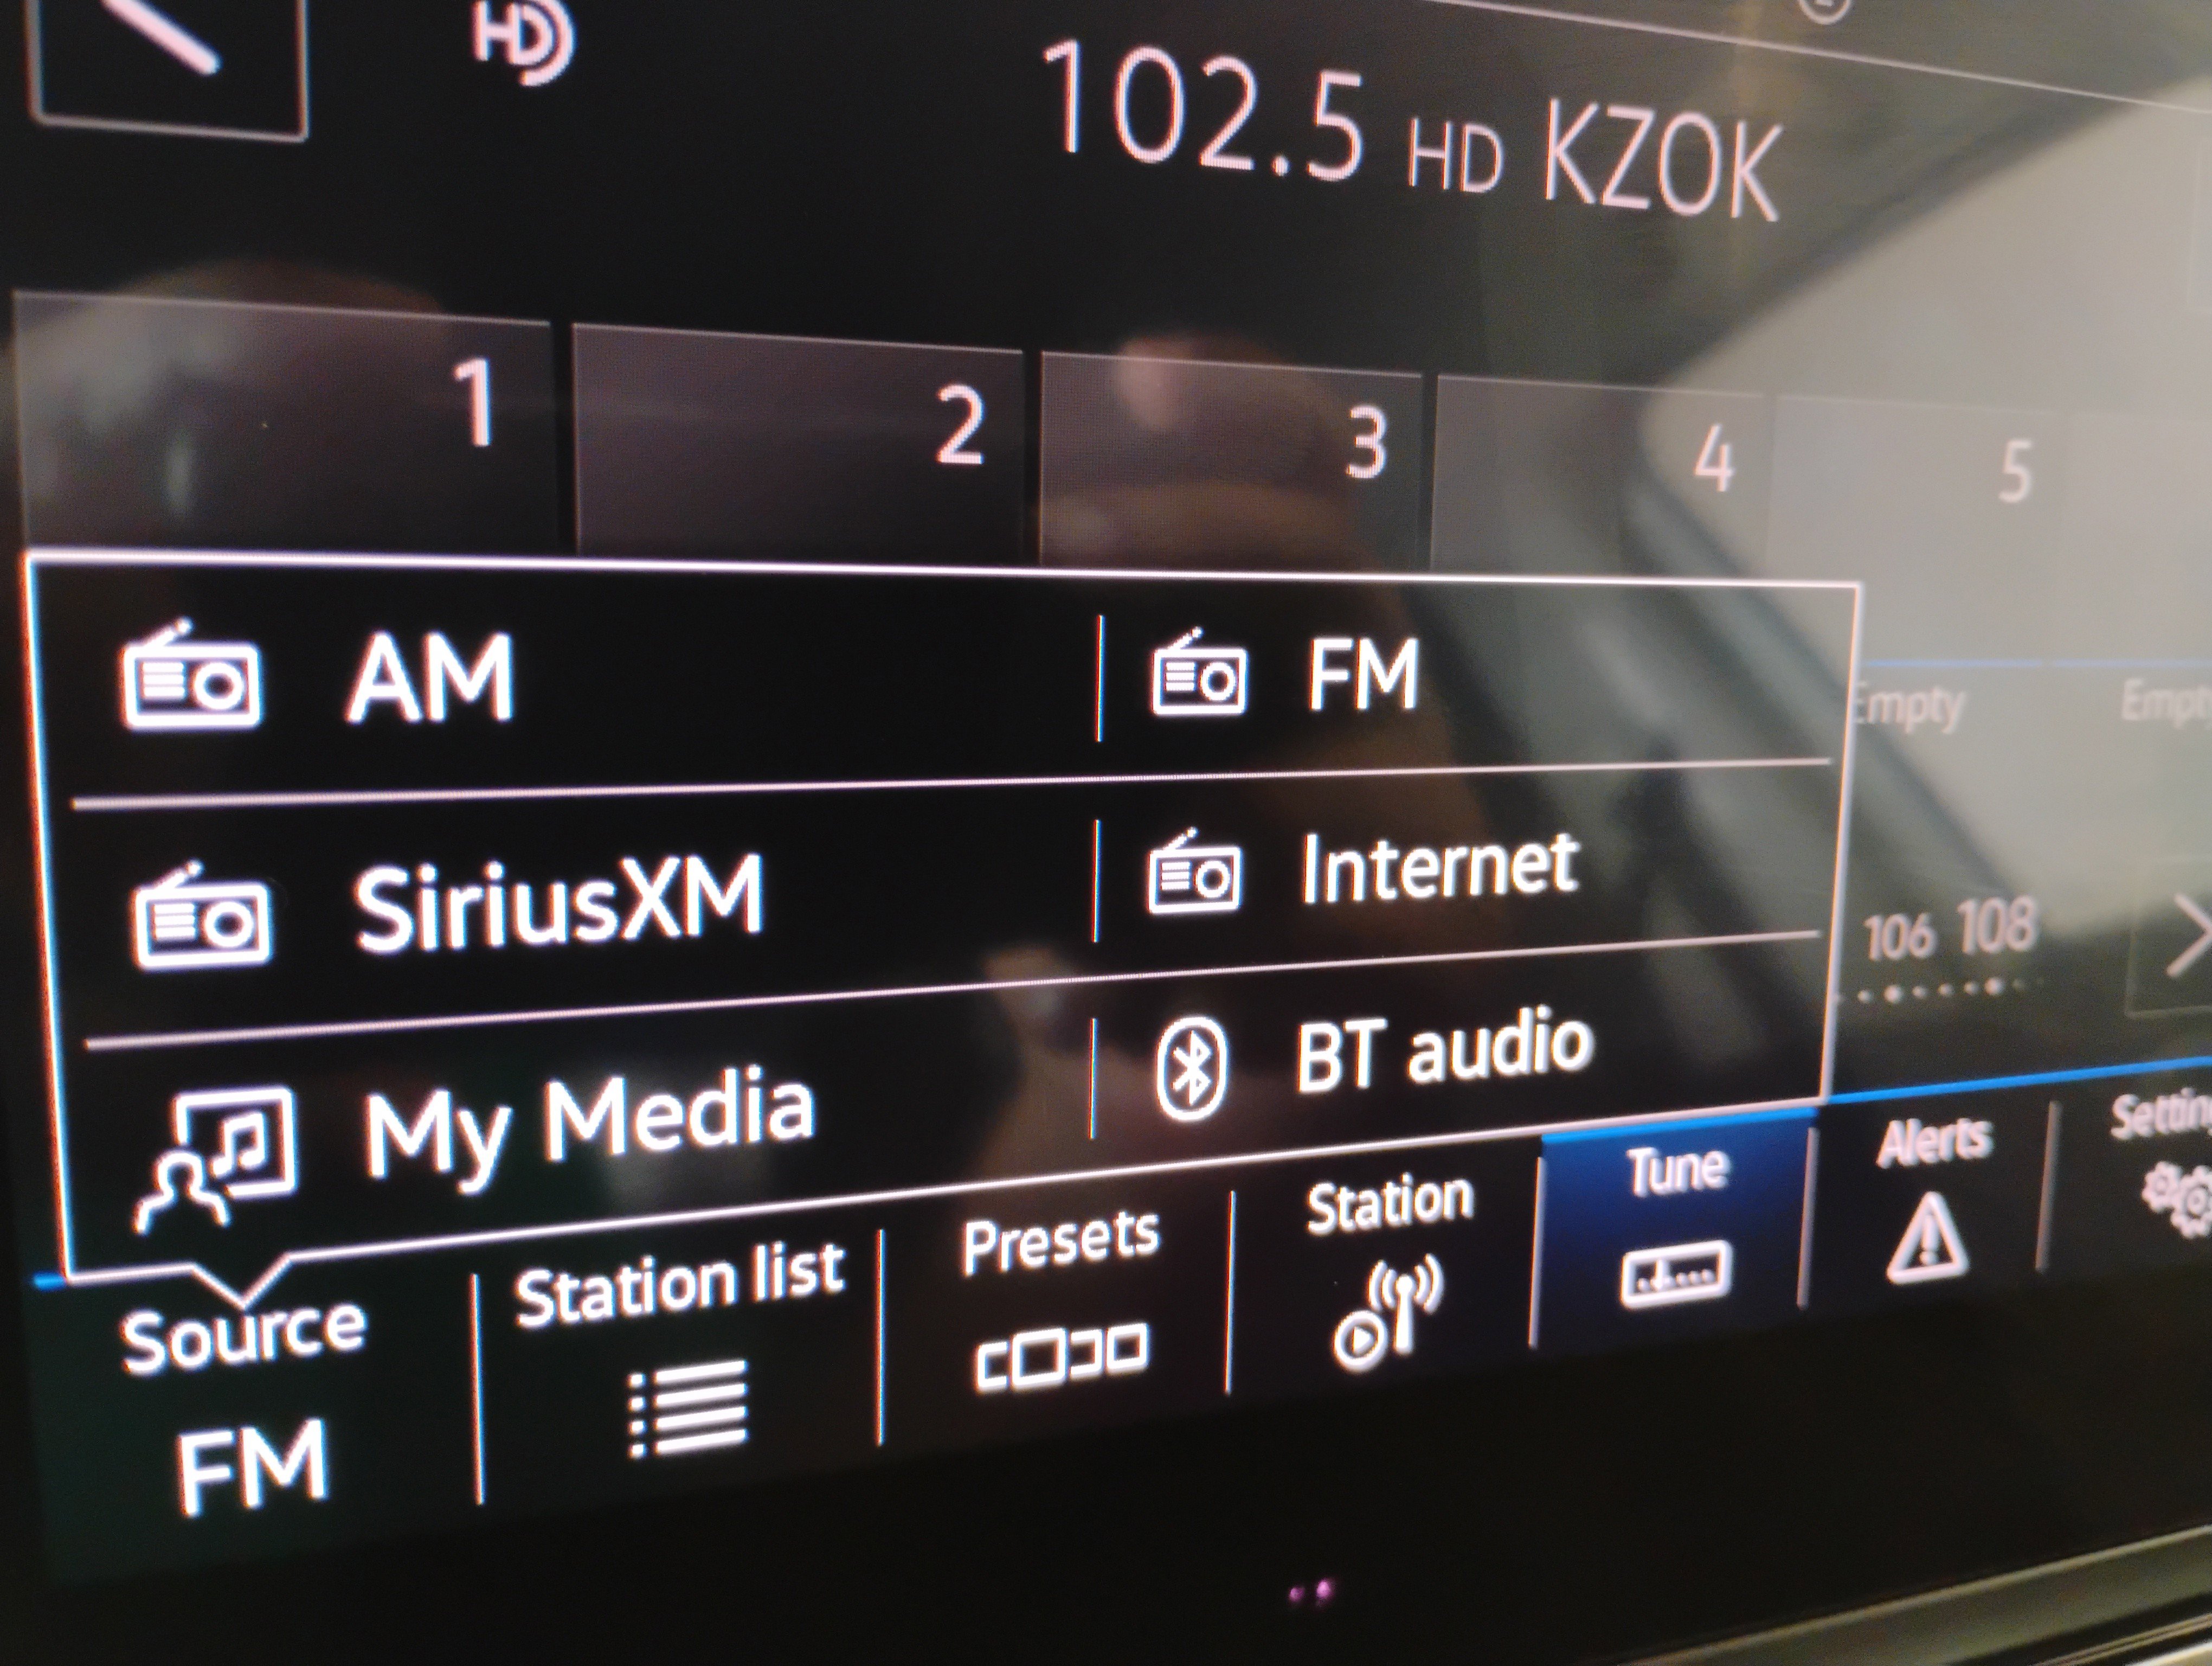 HD
102.5 HD KZOK
1 2 3 4 5
AM FM
Empty
SiriusXM Internet
106 108
My Media BT audio
Source Station list Presets Station Tune Alerts
FM